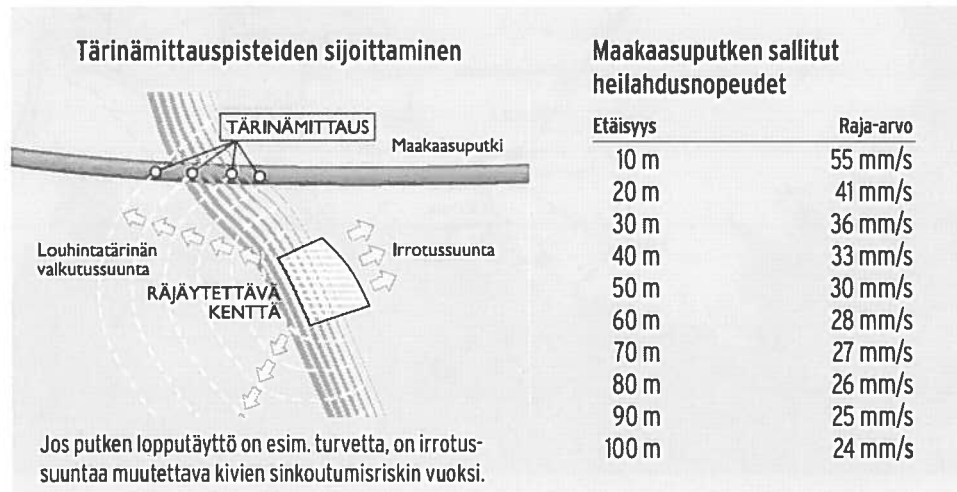 Tärinämittauspisteiden sijoittaminen
TÄRINÄMITTAUS
Maakaasuputki
Louhintatärinän
vaikutussuunta
Irrotussuunta
RÄJÄYTETTÄVÄ
KENTTÄ
Jos putken lopputäyttö on esim. turvetta, on irrotus-
suuntaa muutettava kivien sinkoutumisriskin vuoksi.
Maakaasuputken sallitut
heilahdusnopeudet
Etäisyys Raja-arvo
10 m 55 mm/s
20 m 41 mm/s
30 m 36 mm/s
40 m 33 mm/s
50 m 30 mm/s
60 m 28 mm/s
70 m 27 mm/s
80 m 26 mm/s
90 m 25 mm/s
100 m 24 mm/s